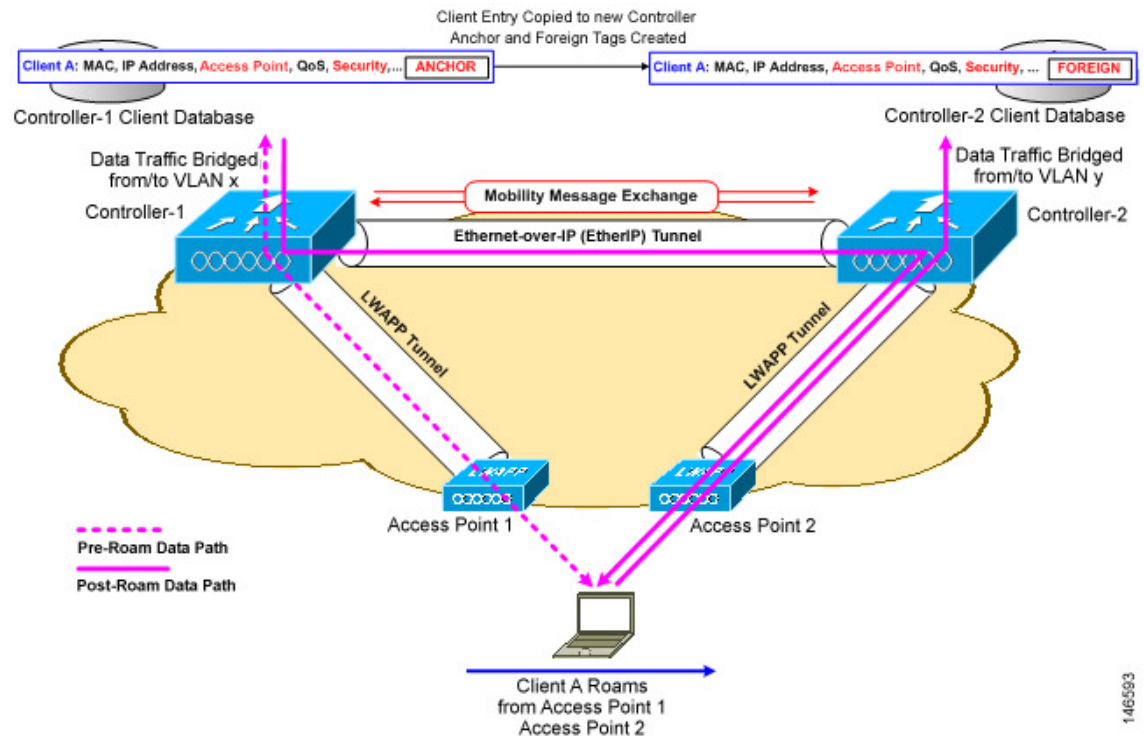 Client Entry Copied to new Controller
Anchor and Foreign Tags Created
Client A: MAC, IP Address, Access Point, QoS, Security,... ANCHOR
Client A: MAC, IP Address, Access Point, QoS, Security, ... FOREIGN
Controller-1 Client Database
Controller-2 Client Database
Data Traffic Bridged
from/to VLAN x
Data Traffic Bridged
from/to VLAN y
Mobility Message Exchange
Controller-1
Controller-2
Ethernet-over-IP (EtherIP) Tunnel
LWAPP Tunnel
LWAPP Tunnel
LWAPP
LWAPP
Access Point 1
Access Point 2
Pre-Roam Data Path
Post-Roam Data Path
Client A Roams
from Access Point 1
Access Point 2
146593